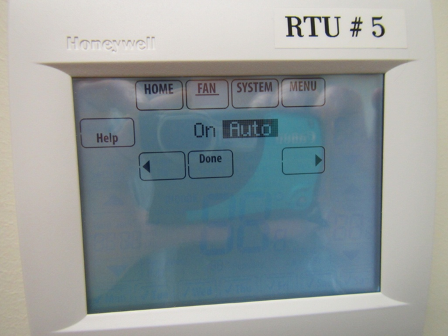 Honeywell
RTU # 5
HOME FAN SYSTEM MENU
Help
On Auto
Done